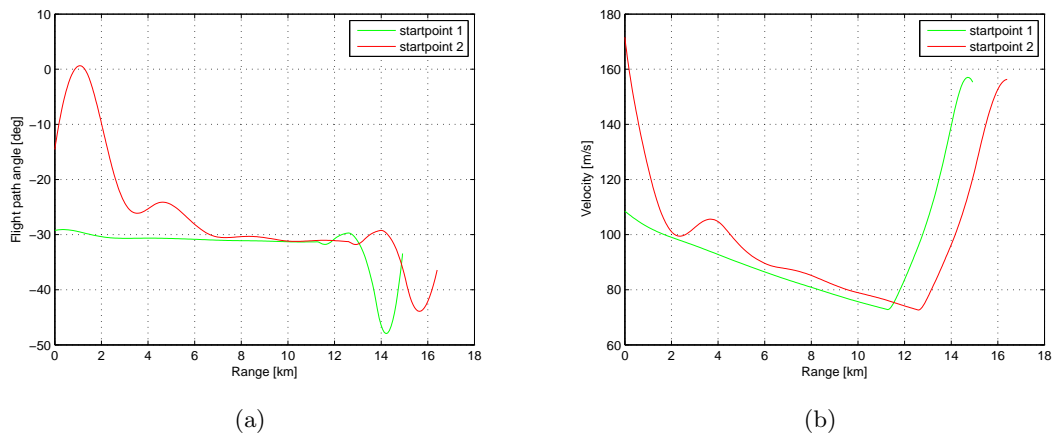 10
0
−10
−20
−30
−40
−50
0 2 4 6 8 10 12 14 16 18
Flight path angle [deg]
Range [km]
startpoint 1
startpoint 2
(a)
180
160
140
120
100
80
60
0 2 4 6 8 10 12 14 16 18
Velocity [m/s]
Range [km]
startpoint 1
startpoint 2
(b)